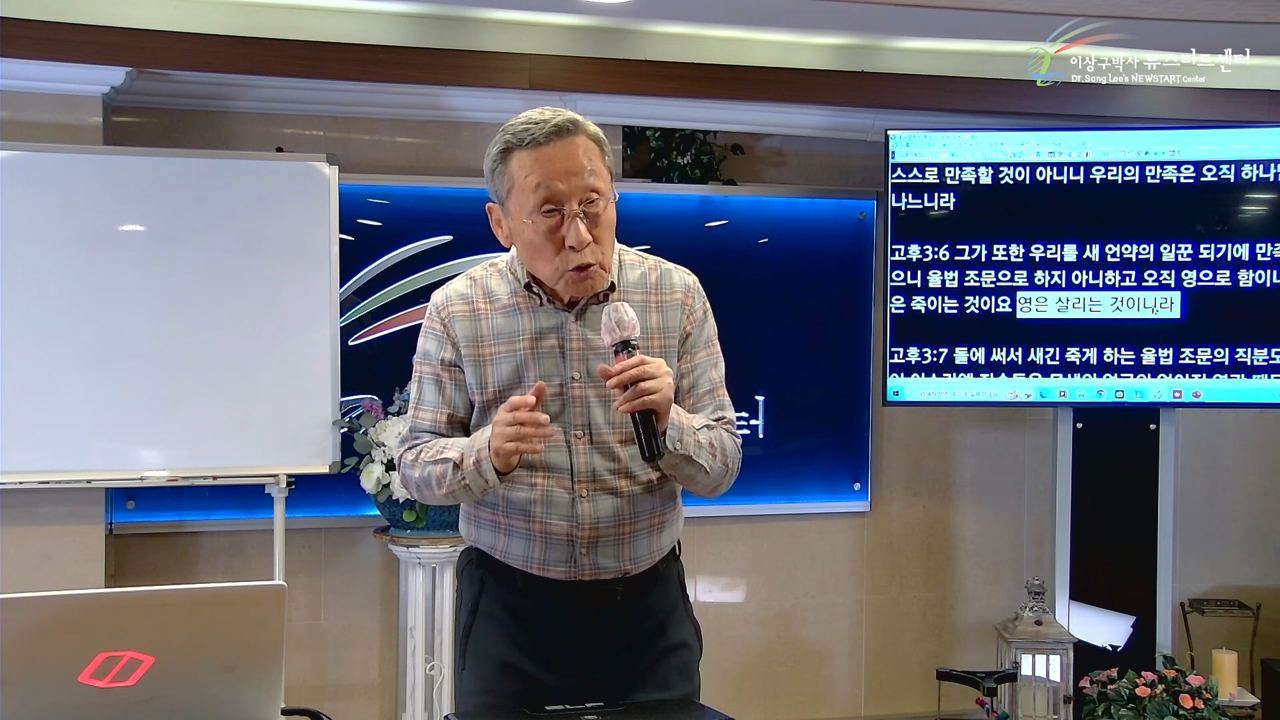 이상구박사 뉴스타트센터
Dr. Sang Lee's NEWSTART Center
스스로 만족할 것이 아니니 우리의 만족은 오직 하나
나느니라
고후3:6 그가 또한 우리를 새 언약의 일꾼 되기에 만족
으니 율법 조문으로 하지 아니하고 오직 영으로 함이니
은 죽이는 것이요 영은 살리는 것이니라
고후3:7 돌에 써서 새긴 죽게 하는 율법 조문의 직분도